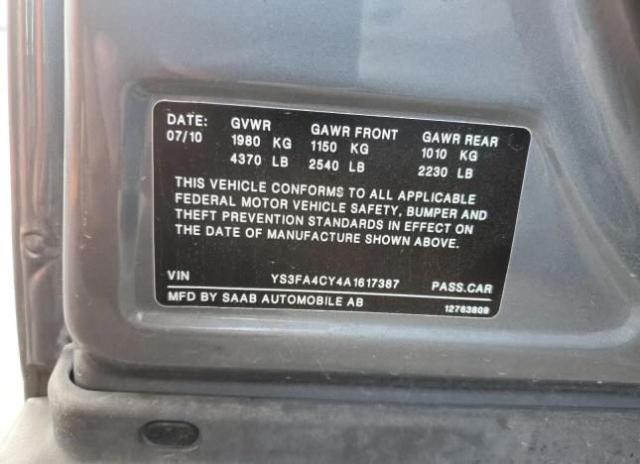 DATE: GVWR GAWR FRONT GAWR REAR
07/10 1980 KG 1150 KG 1010 KG
4370 LB 2540 LB 2230 LB
THIS VEHICLE CONFORMS TO ALL APPLICABLE
FEDERAL MOTOR VEHICLE SAFETY, BUMPER AND
THEFT PREVENTION STANDARDS IN EFFECT ON
THE DATE OF MANUFACTURE SHOWN ABOVE.
VIN YS3FA4CY4A1617387 PASS.CAR
MFD BY SAAB AUTOMOBILE AB 12783809